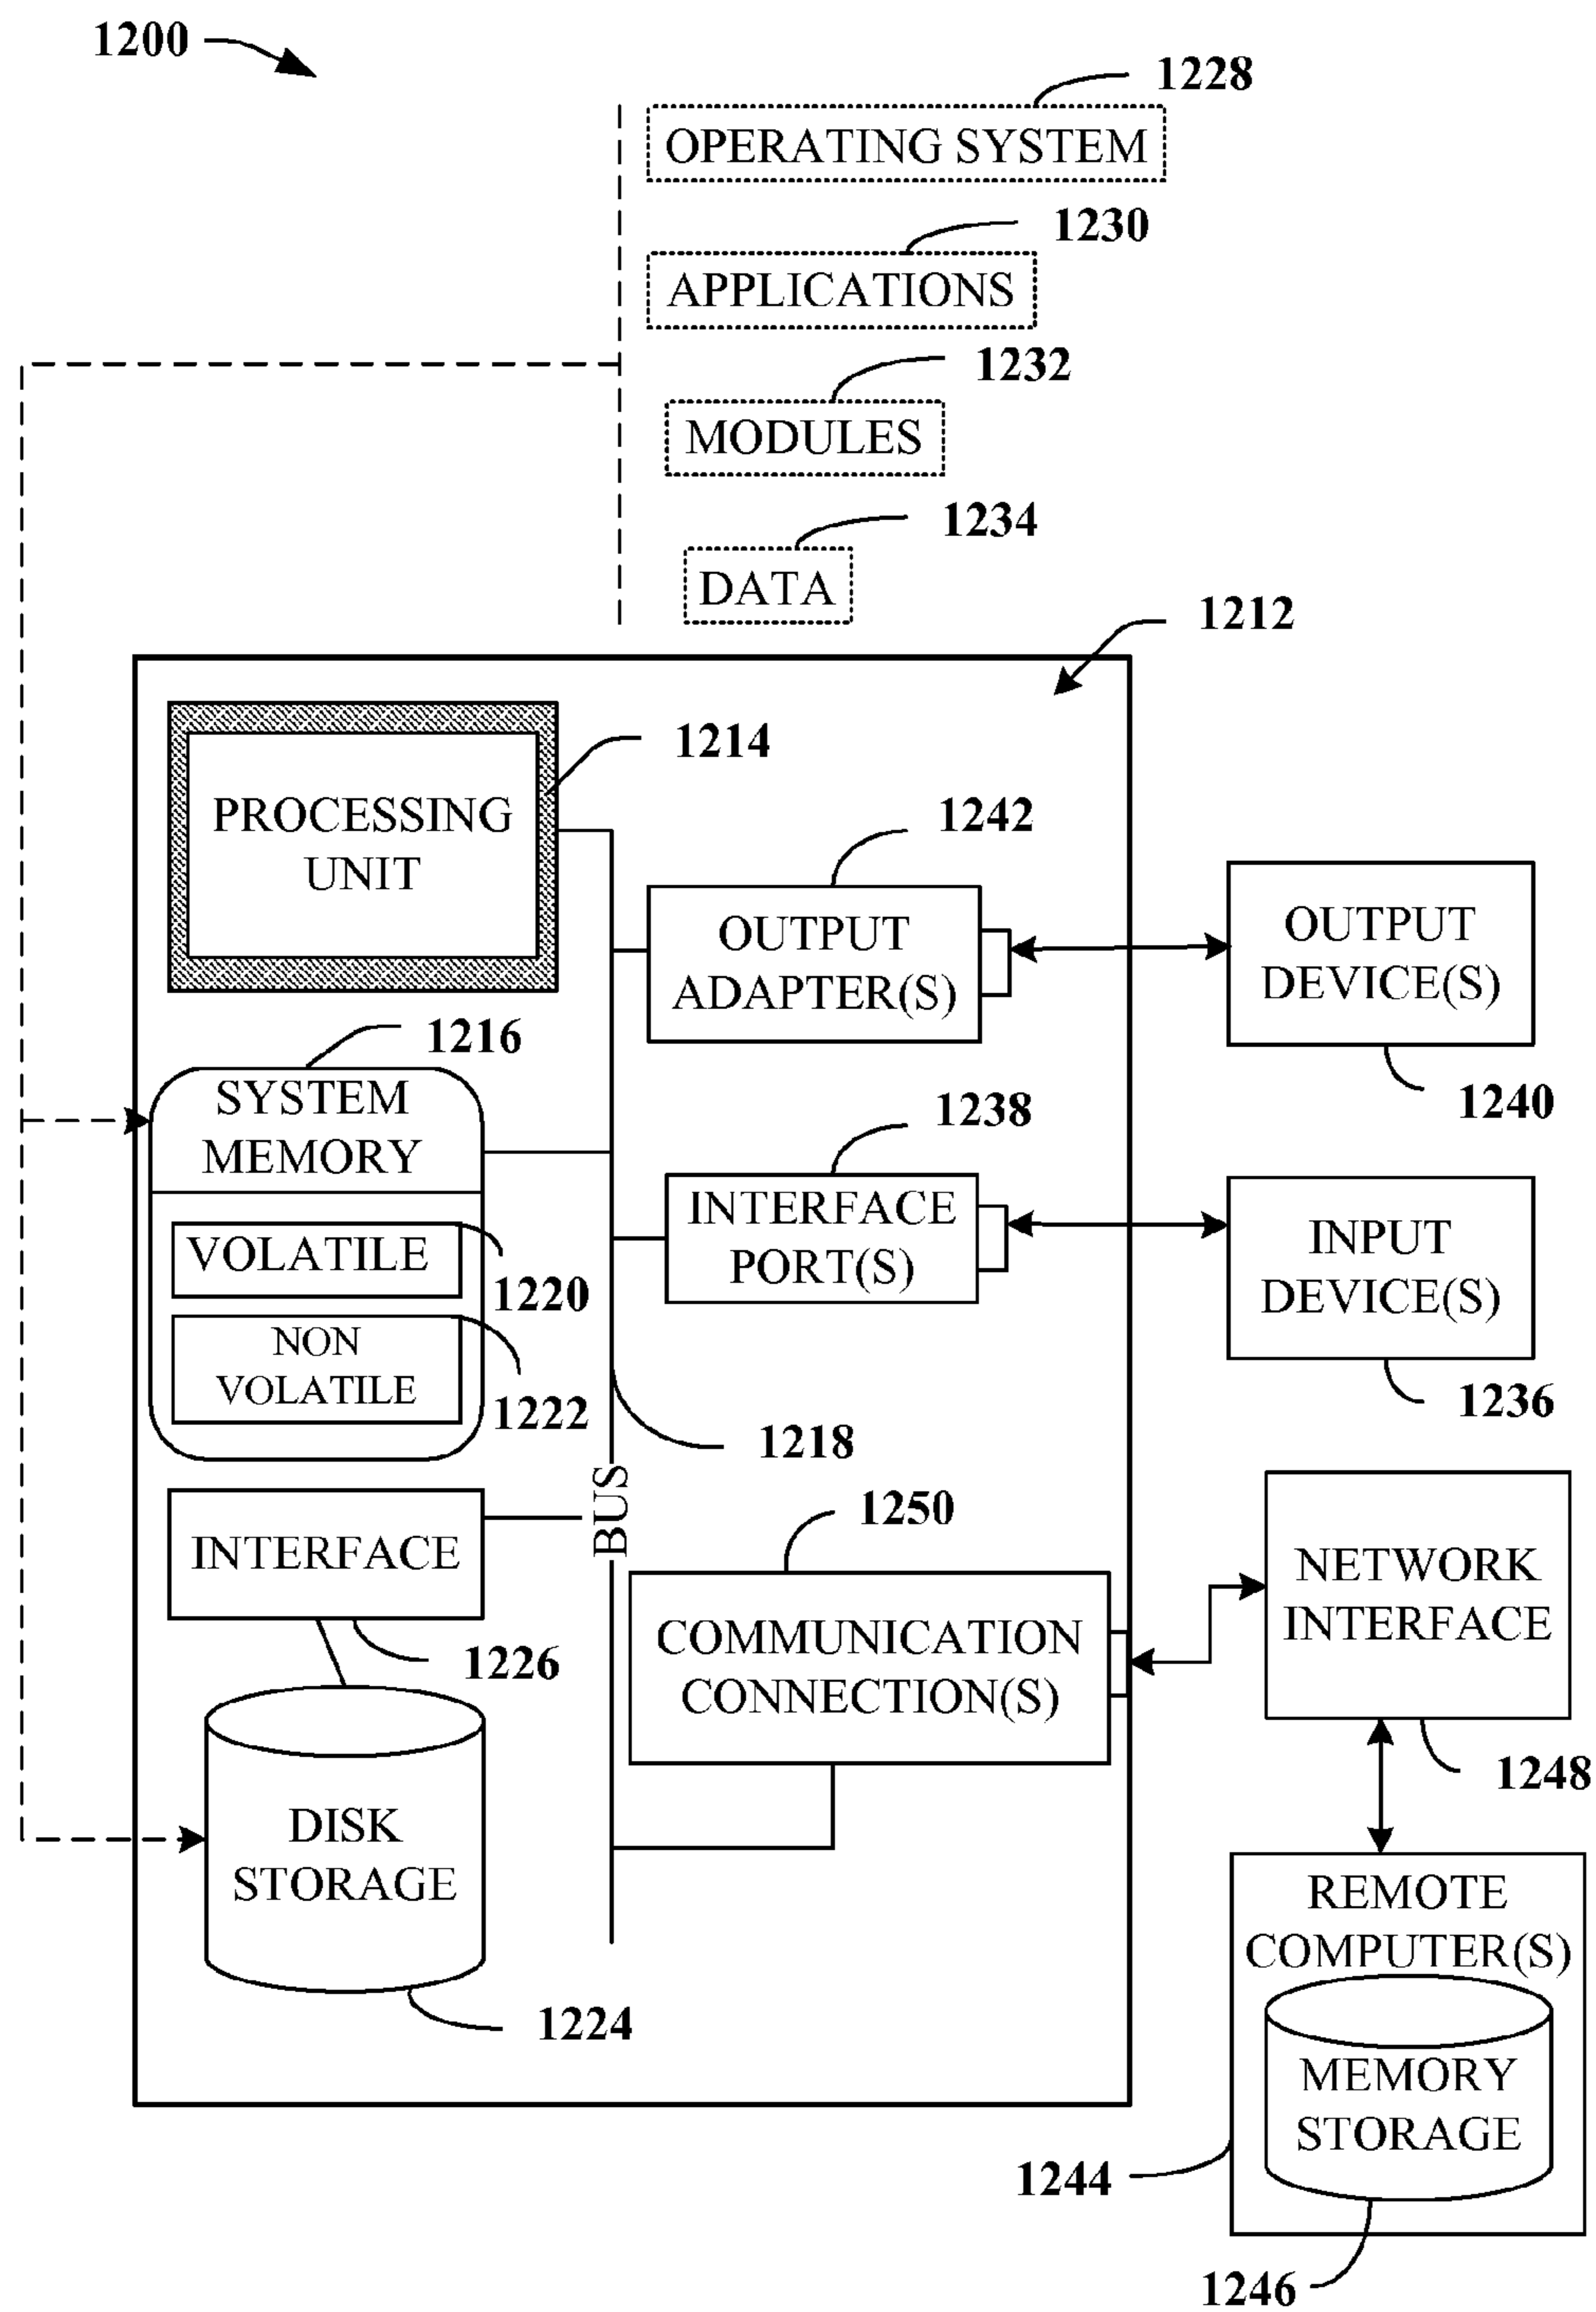 1200
1228
OPERATING SYSTEM
1230
APPLICATIONS
1232
MODULES
1234
DATA
1212
1214
PROCESSING
UNIT
1242
OUTPUT
ADAPTER(S)
OUTPUT
DEVICE(S)
1240
1216
SYSTEM
MEMORY
1238
INTERFACE
PORT(S)
INPUT
DEVICE(S)
1236
VOLATILE
1220
NON
VOLATILE
1222
1218
BUS
INTERFACE
1226
1250
COMMUNICATION
CONNECTION(S)
NETWORK
INTERFACE
1248
DISK
STORAGE
1224
REMOTE
COMPUTER(S)
MEMORY
STORAGE
1244
1246